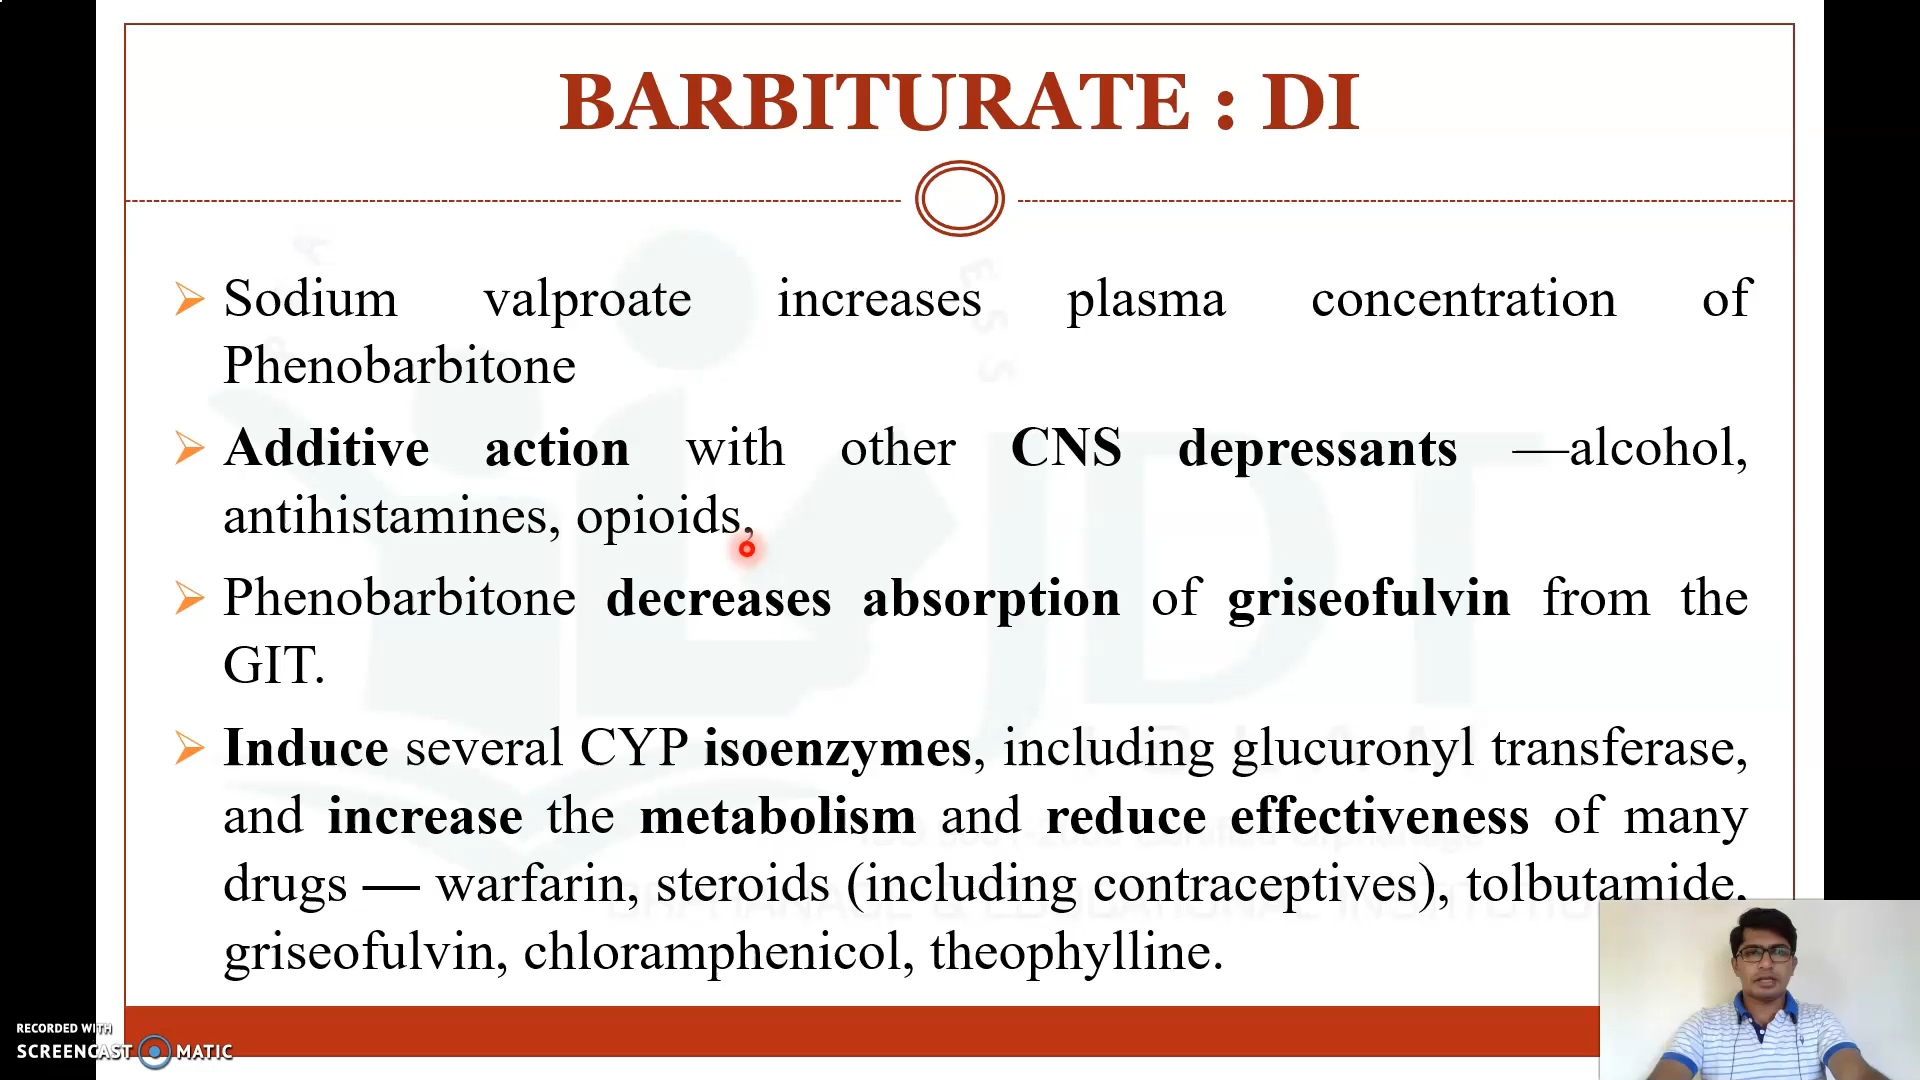 BARBITURATE : DI
Sodium valproate increases plasma concentration of
Phenobarbitone
Additive action with other CNS depressants —alcohol,
antihistamines, opioids,
Phenobarbitone decreases absorption of griseofulvin from the
GIT.
Induce several CYP isoenzymes, including glucuronyl transferase,
and increase the metabolism and reduce effectiveness of many
drugs — warfarin, steroids (including contraceptives), tolbutamide,
griseofulvin, chloramphenicol, theophylline.
JDT
RECORDED WITH
SCREENCAST MATIC